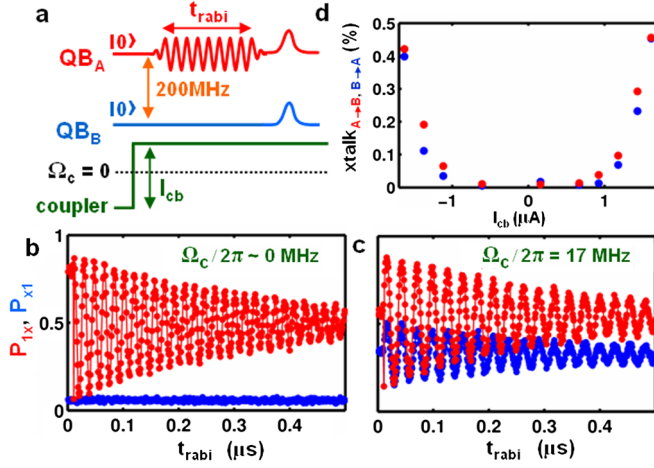 a
t_rabi
QB_A |0⟩
200MHz
QB_B |0⟩
Ω_c = 0
I_cb
coupler
d
xtalk_A→B, B→A (%)
0.5
0.4
0.3
0.2
0.1
0
−1 0 1
I_cb (μA)
b
Ω_C/2π ~ 0 MHz
P_1x, P_x1
1
0.5
0
0 0.1 0.2 0.3 0.4
t_rabi (μs)
c
Ω_C/2π = 17 MHz
0 0.1 0.2 0.3 0.4
t_rabi (μs)